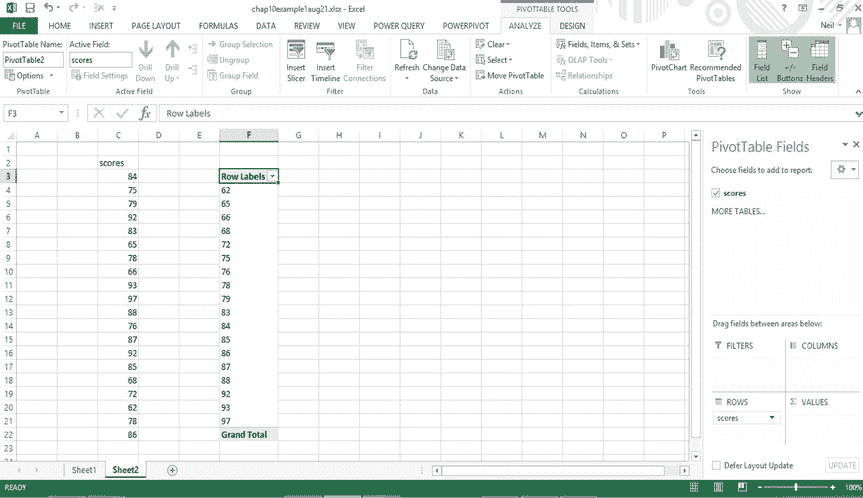 chap10example1aug21.xlsx - Excel
PIVOTTABLE TOOLS
FILE HOME INSERT PAGE LAYOUT FORMULAS DATA REVIEW VIEW POWER QUERY POWERPIVOT ANALYZE DESIGN Neil
PivotTable Name: Active Field:
PivotTable2 scores
Options Field Settings
Drill Down Drill Up
Group Selection
Ungroup
Group Field
Insert Slicer Insert Timeline Filter Connections
Refresh Change Data Source
Clear
Select
Move PivotTable
Fields, Items, & Sets
OLAP Tools
Relationships
PivotChart Recommended PivotTables
Field List +/- Buttons Field Headers
PivotTable Active Field Group Filter Data Actions Calculations Tools Show
F3 fx Row Labels
A B C D E F G H I J K L M N O P
1
2 scores
3 84 Row Labels
4 75 62
5 79 65
6 92 66
7 83 68
8 65 72
9 78 75
10 66 76
11 93 78
12 97 79
13 88 83
14 76 84
15 87 85
16 92 86
17 85 87
18 68 88
19 72 92
20 62 93
21 78 97
22 86 Grand Total
23
PivotTable Fields
Choose fields to add to report:
scores
MORE TABLES...
Drag fields between areas below:
FILTERS COLUMNS
ROWS Σ VALUES
scores
Defer Layout Update UPDATE
Sheet1 Sheet2
READY 100%